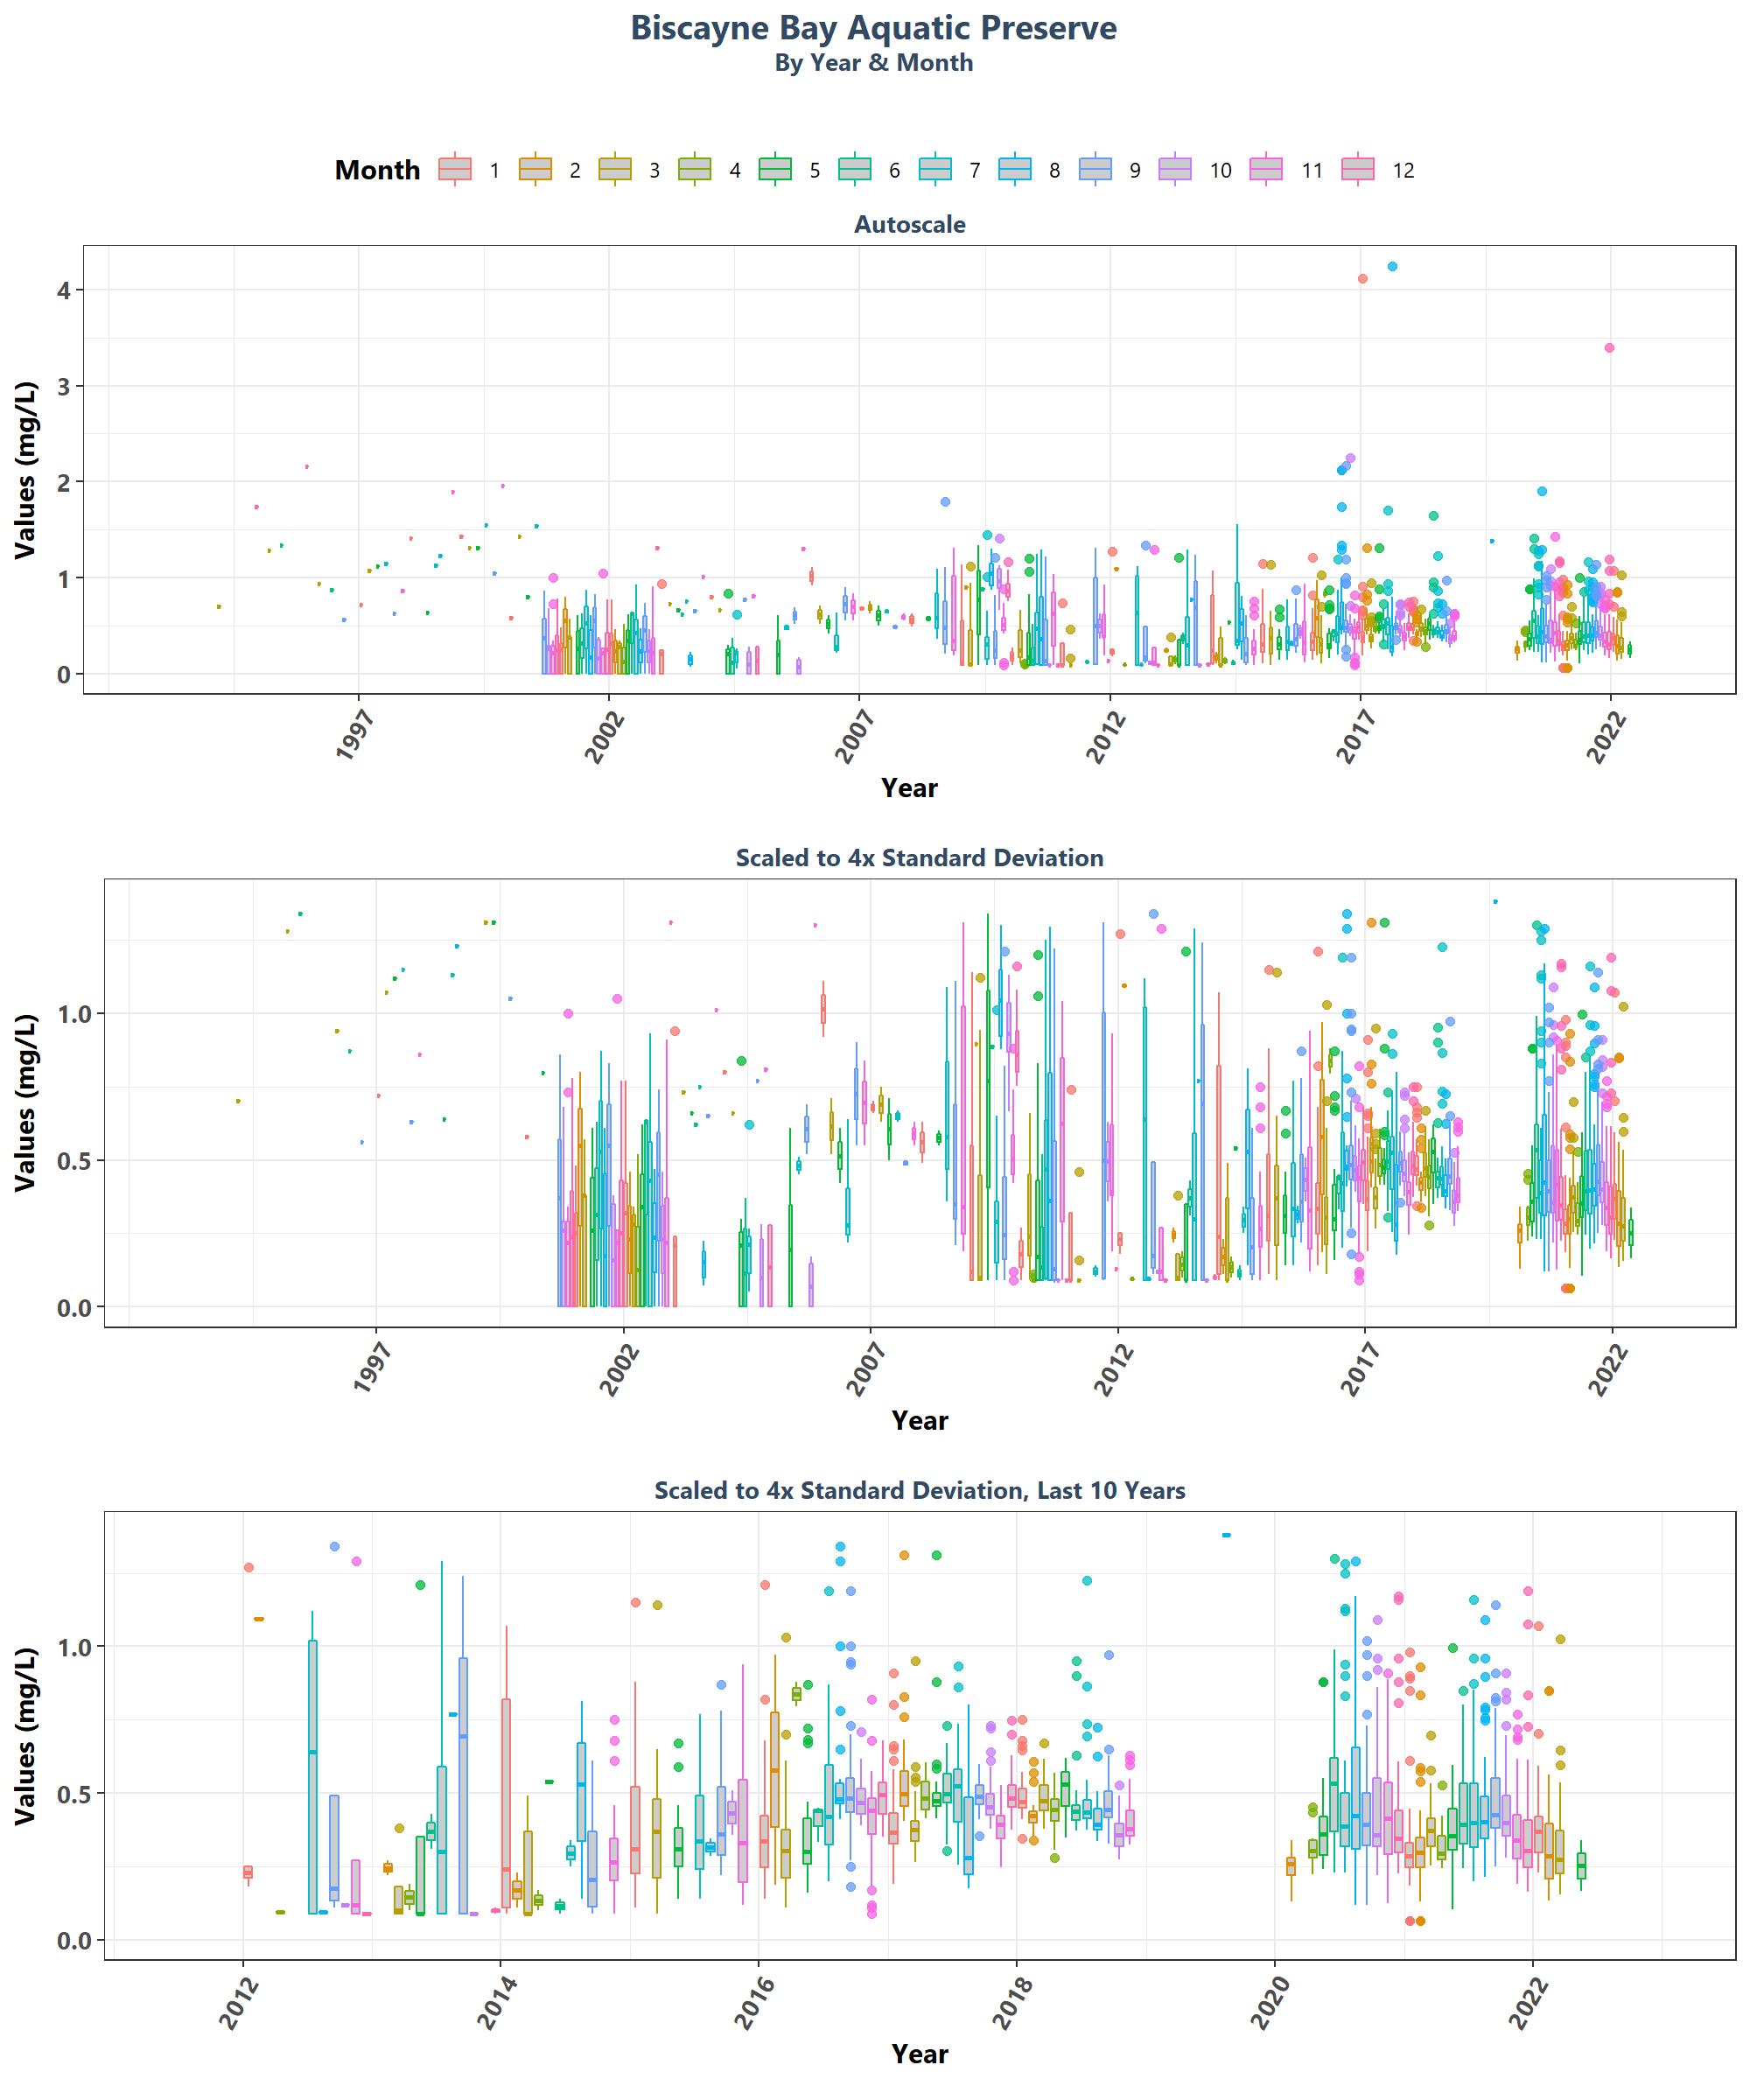 Biscayne Bay Aquatic Preserve
By Year & Month
Month 1 2 3 4 5 6 7 8 9 10 11 12
Autoscale
Values (mg/L)
4
3
2
1
0
1997 2002 2007 2012 2017 2022
Year
Scaled to 4x Standard Deviation
Values (mg/L)
1.0
0.5
0.0
1997 2002 2007 2012 2017 2022
Year
Scaled to 4x Standard Deviation, Last 10 Years
Values (mg/L)
1.0
0.5
0.0
2012 2014 2016 2018 2020 2022
Year